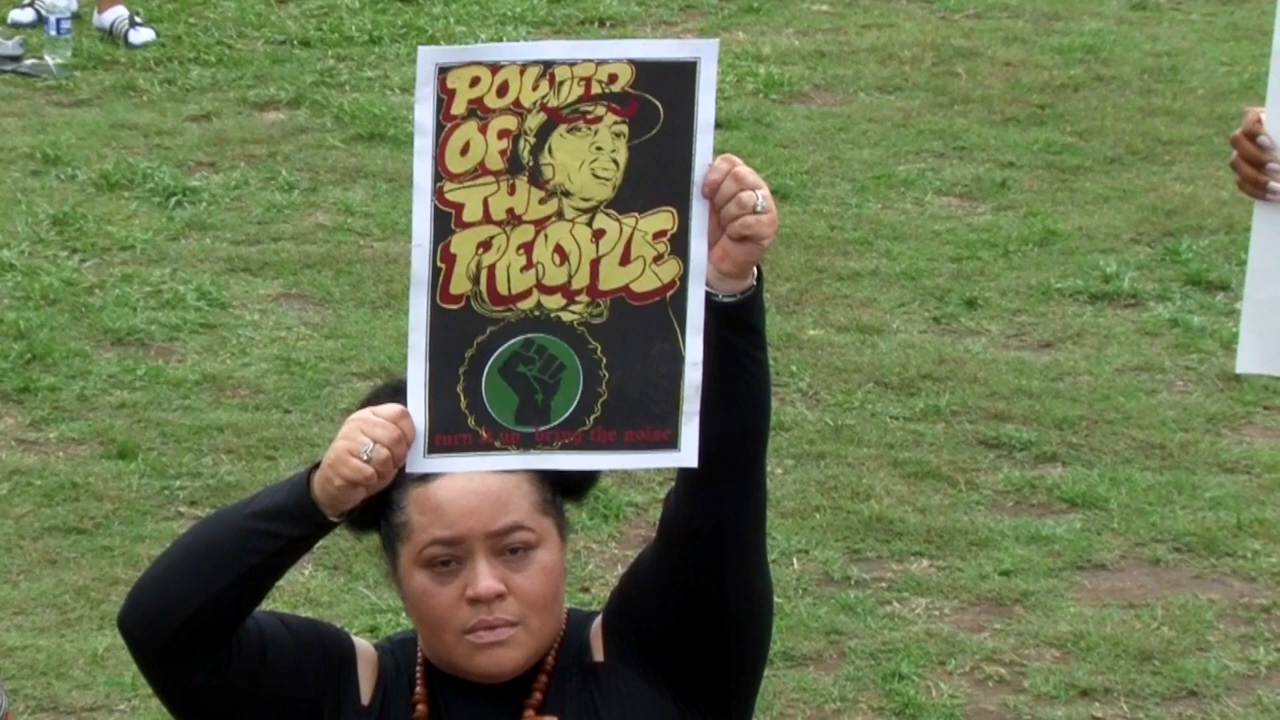 POWER
OF
THE
PEOPLE
turn it up bring the noise